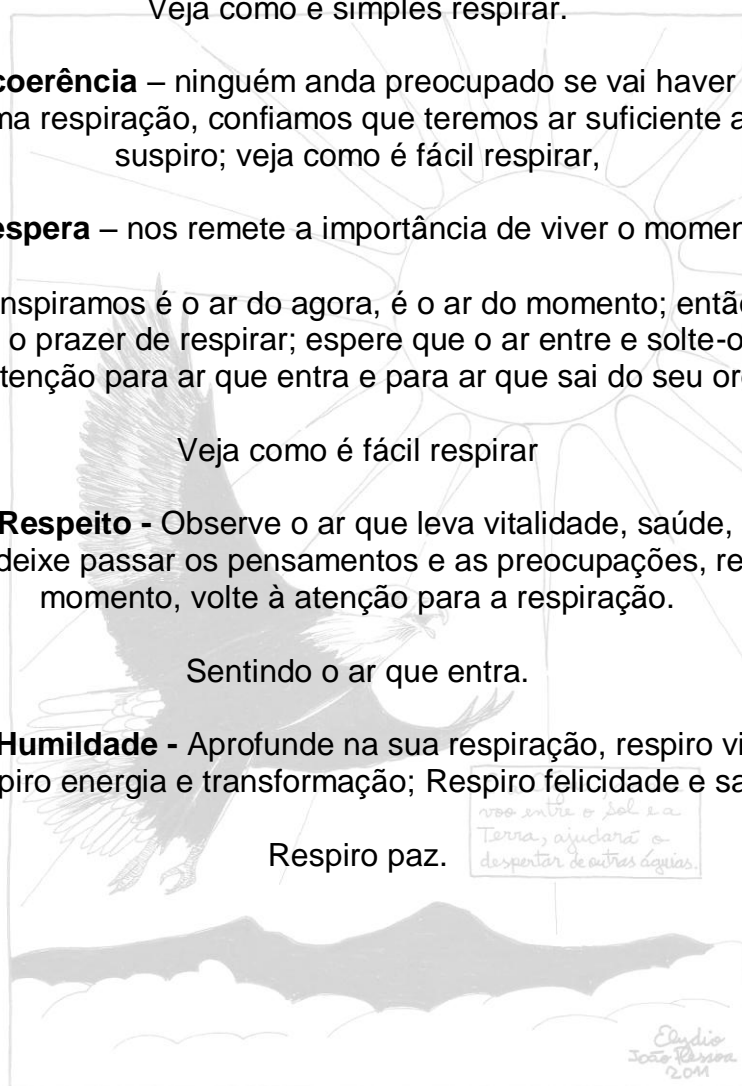 Veja como é simples respirar.
coerência – ninguém anda preocupado se vai haver
ma respiração, confiamos que teremos ar suficiente a
suspiro; veja como é fácil respirar,
espera – nos remete a importância de viver o momen
nspiramos é o ar do agora, é o ar do momento; então
o prazer de respirar; espere que o ar entre e solte-o
tenção para ar que entra e para ar que sai do seu or
Veja como é fácil respirar
Respeito - Observe o ar que leva vitalidade, saúde,
deixe passar os pensamentos e as preocupações, re
momento, volte à atenção para a respiração.
Sentindo o ar que entra.
Humildade - Aprofunde na sua respiração, respiro vi
piro energia e transformação; Respiro felicidade e sa
voo entre o sol e a
Terra, ajudará o
despertar de outras águias.
Respiro paz.
Elydio
João Pessoa
2011